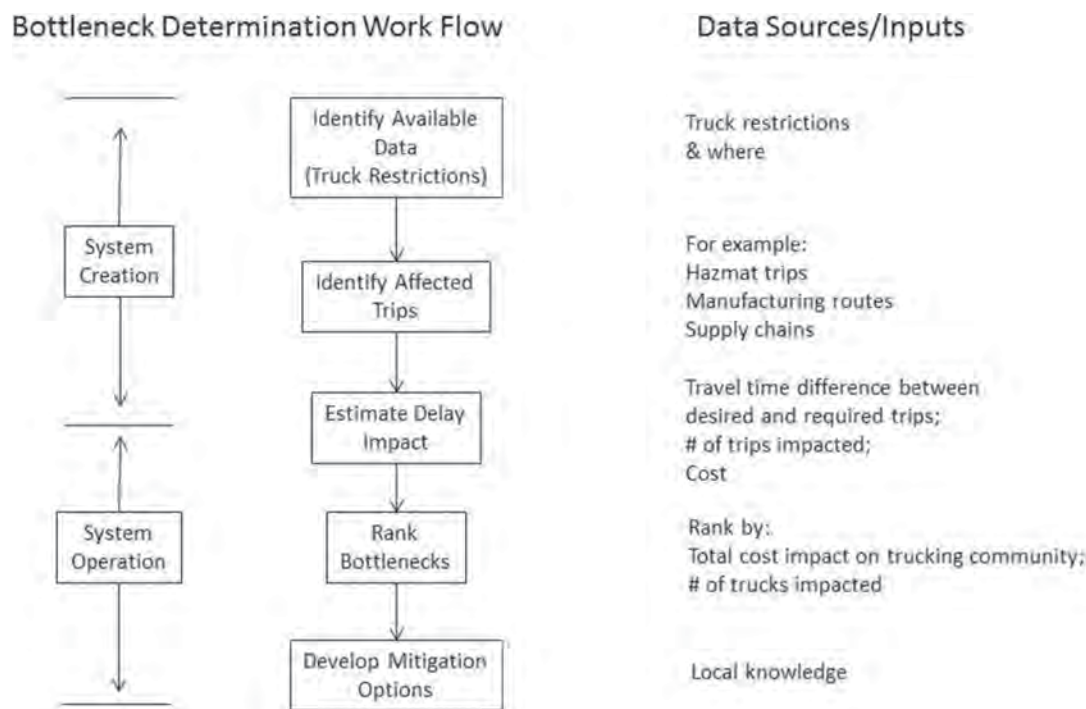 Bottleneck Determination Work Flow
Data Sources/Inputs
Identify Available
Data
(Truck Restrictions)
Truck restrictions
& where
System
Creation
Identify Affected
Trips
For example:
Hazmat trips
Manufacturing routes
Supply chains
Estimate Delay
Impact
Travel time difference between
desired and required trips;
# of trips impacted;
Cost
System
Operation
Rank
Bottlenecks
Rank by:
Total cost impact on trucking community;
# of trucks impacted
Develop Mitigation
Options
Local knowledge